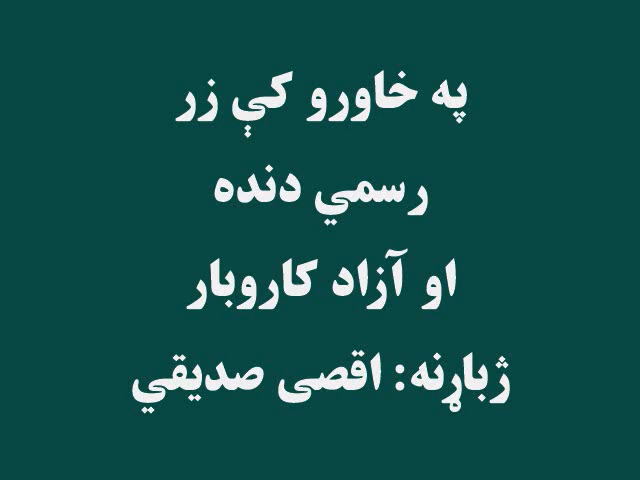 په خاورو کې زر
رسمي دنده
او آزاد کاروبار
ژباړنه: اقصی صدیقي